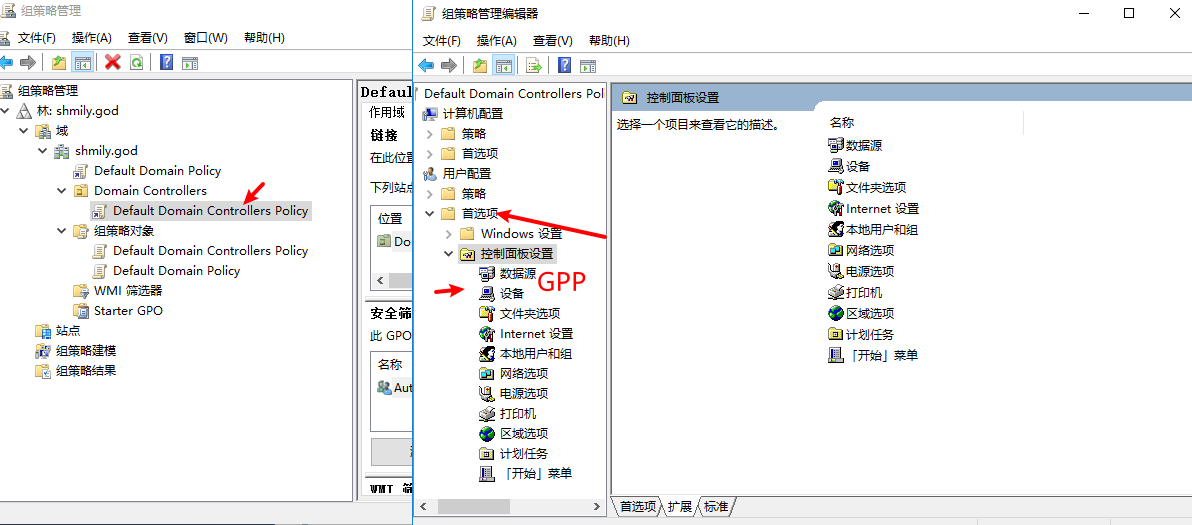 组策略管理
文件(F) 操作(A) 查看(V) 窗口(W) 帮助(H)
组策略管理
林: shmily.god
域
shmily.god
Default Domain Policy
Domain Controllers
Default Domain Controllers Policy
组策略对象
Default Domain Controllers Policy
Default Domain Policy
WMI 筛选器
Starter GPO
站点
组策略建模
组策略结果
Defaul
作用域
链接
在此位置
下列站点
位置
Do
安全筛
此 GPO
名称
Aut
WMI 筛
组策略管理编辑器
文件(F) 操作(A) 查看(V) 帮助(H)
Default Domain Controllers Pol
计算机配置
策略
首选项
用户配置
策略
首选项
Windows 设置
控制面板设置
数据源
GPP
设备
文件夹选项
Internet 设置
本地用户和组
网络选项
电源选项
打印机
区域选项
计划任务
「开始」菜单
控制面板设置
选择一个项目来查看它的描述。
名称
数据源
设备
文件夹选项
Internet 设置
本地用户和组
网络选项
电源选项
打印机
区域选项
计划任务
「开始」菜单
首选项 扩展 标准